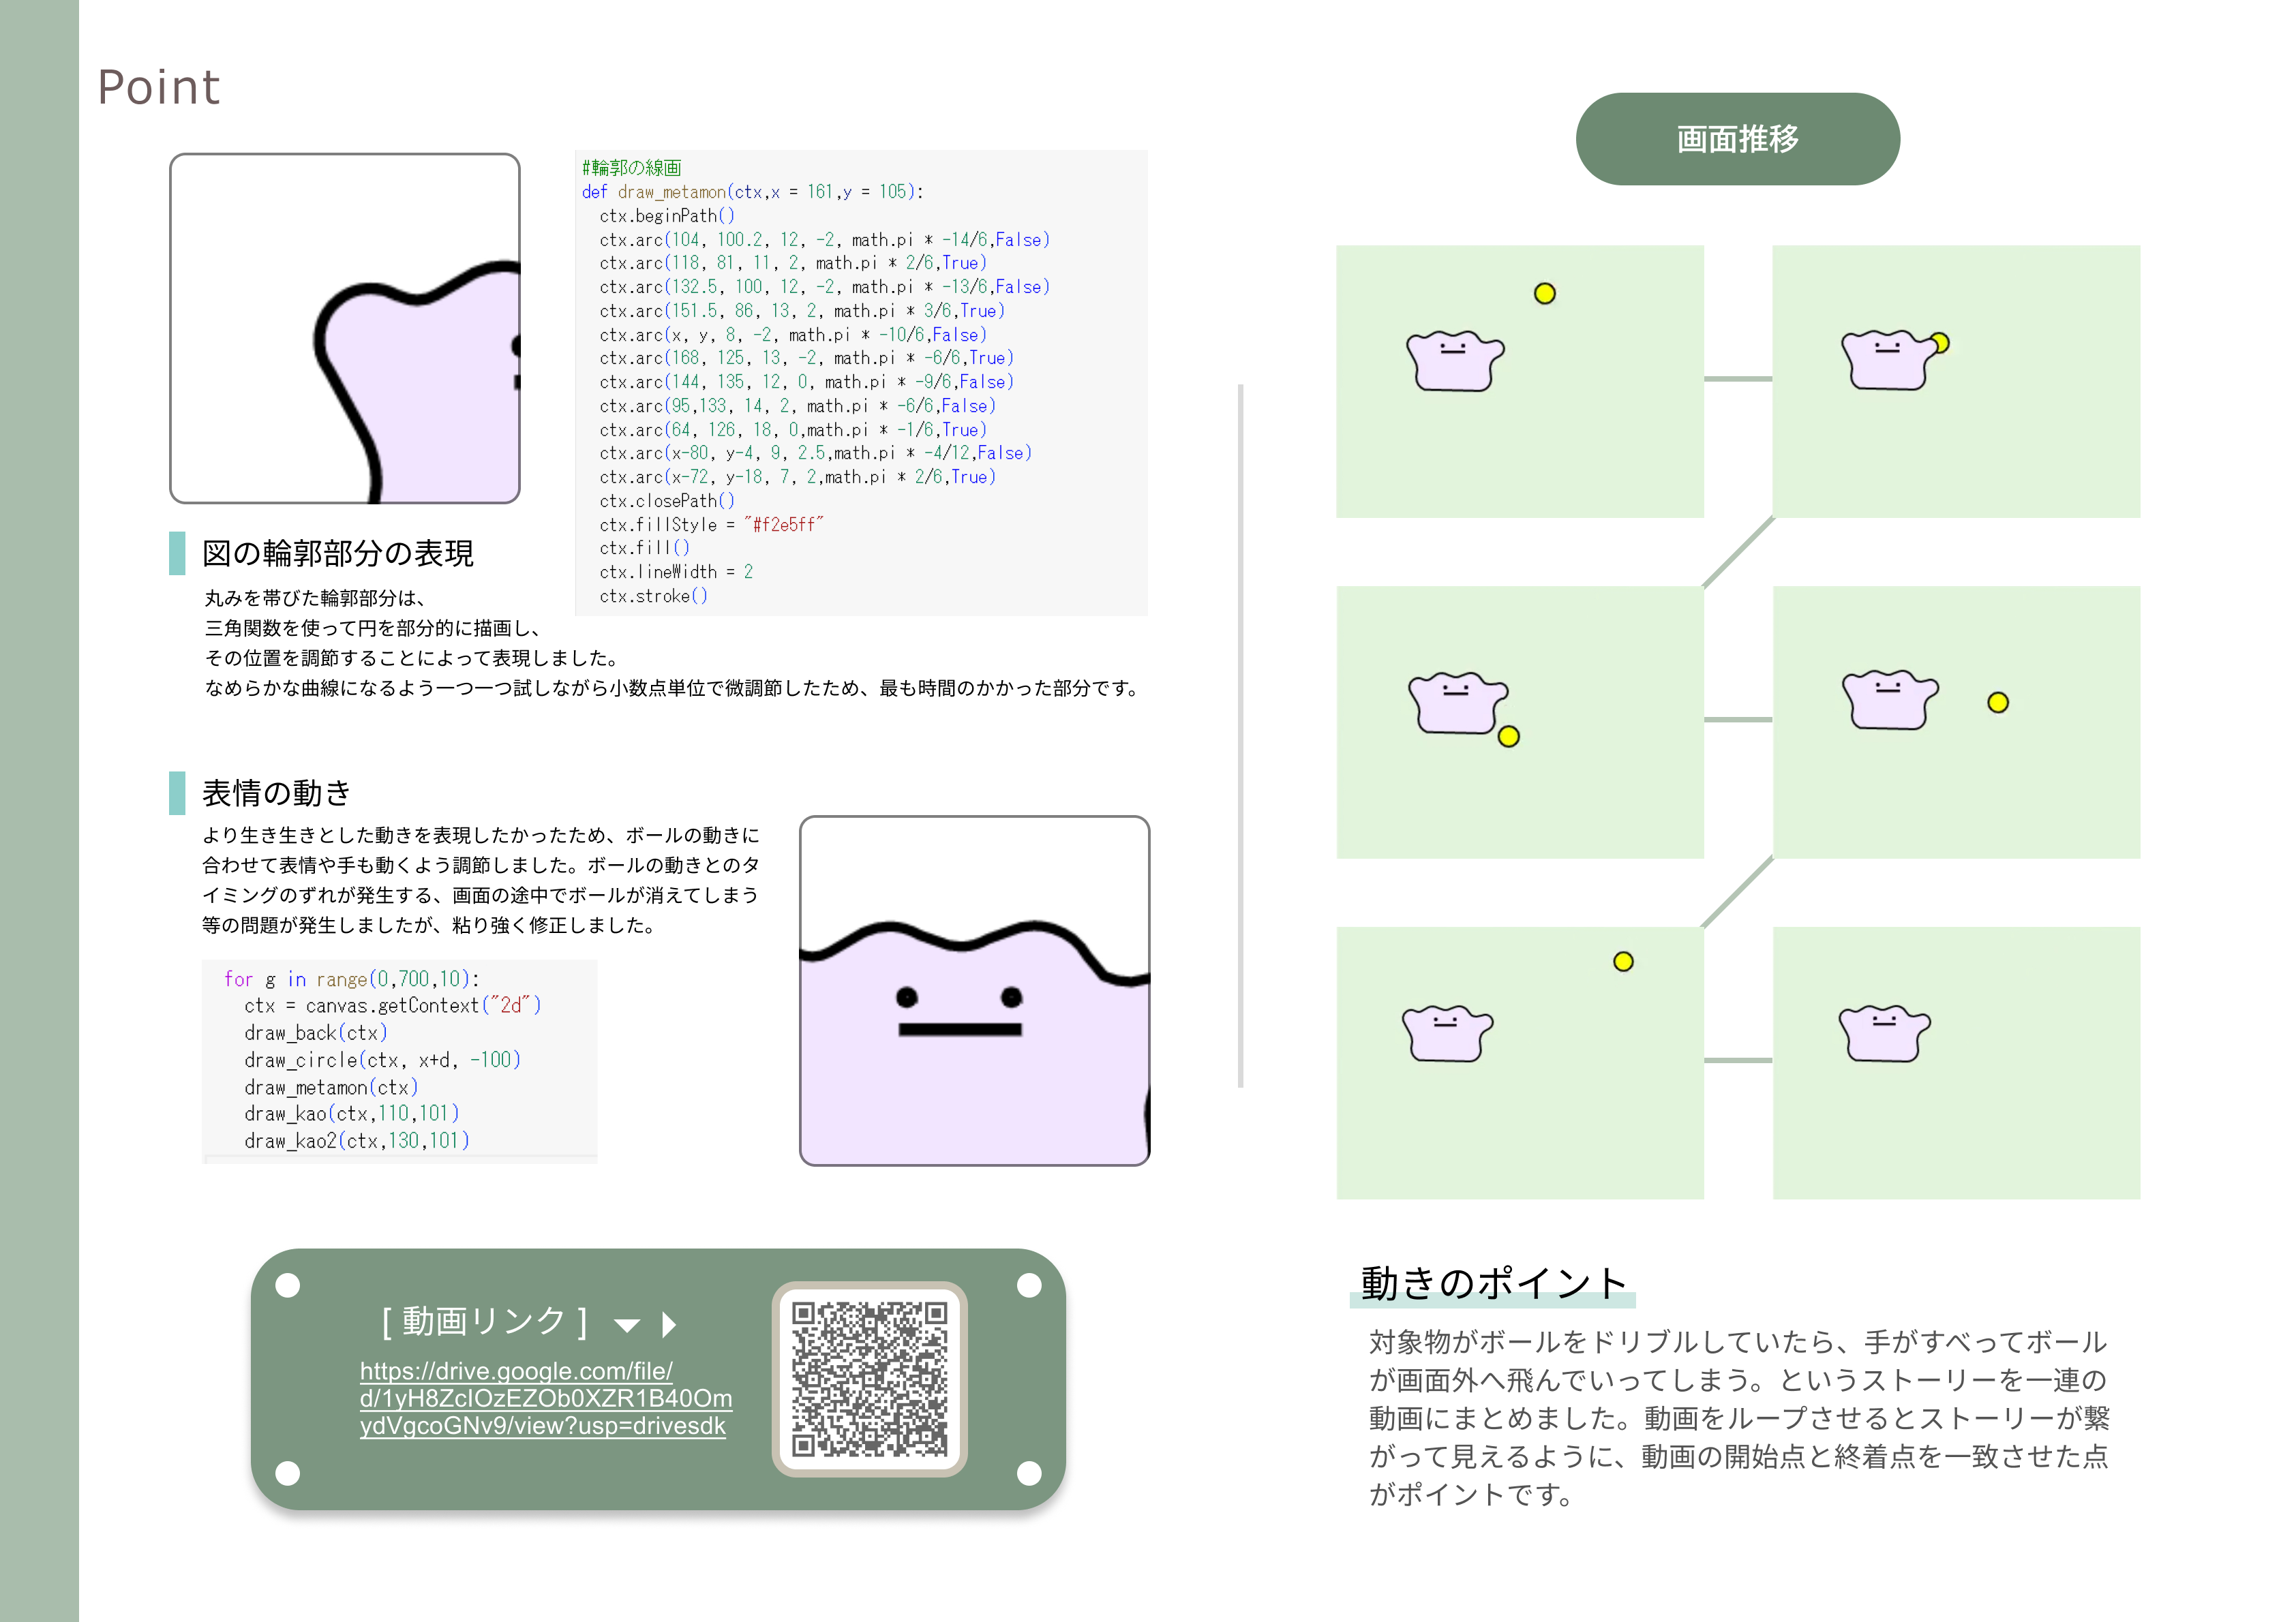 Point
#輪郭の線画
def draw_metamon(ctx,x = 161,y = 105):
ctx.beginPath()
ctx.arc(104, 100.2, 12, -2, math.pi * -14/6,False)
ctx.arc(118, 81, 11, 2, math.pi * 2/6,True)
ctx.arc(132.5, 100, 12, -2, math.pi * -13/6,False)
ctx.arc(151.5, 86, 13, 2, math.pi * 3/6,True)
ctx.arc(x, y, 8, -2, math.pi * -10/6,False)
ctx.arc(168, 125, 13, -2, math.pi * -6/6,True)
ctx.arc(144, 135, 12, 0, math.pi * -9/6,False)
ctx.arc(95,133, 14, 2, math.pi * -6/6,False)
ctx.arc(64, 126, 18, 0,math.pi * -1/6,True)
ctx.arc(x-80, y-4, 9, 2.5,math.pi * -4/12,False)
ctx.arc(x-72, y-18, 7, 2,math.pi * 2/6,True)
ctx.closePath()
ctx.fillStyle = "#f2e5ff"
ctx.fill()
ctx.lineWidth = 2
ctx.stroke()
図の輪郭部分の表現
丸みを帯びた輪郭部分は、
三角関数を使って円を部分的に描画し、
その位置を調節することによって表現しました。
なめらかな曲線になるよう一つ一つ試しながら小数点単位で微調節したため、最も時間のかかった部分です。
表情の動き
より生き生きとした動きを表現したかったため、ボールの動きに
合わせて表情や手も動くよう調節しました。ボールの動きとのタ
イミングのずれが発生する、画面の途中でボールが消えてしまう
等の問題が発生しましたが、粘り強く修正しました。
for g in range(0,700,10):
ctx = canvas.getContext("2d")
draw_back(ctx)
draw_circle(ctx, x+d, -100)
draw_metamon(ctx)
draw_kao(ctx,110,101)
draw_kao2(ctx,130,101)
[ 動画リンク ]
https://drive.google.com/file/
d/1yH8ZclOzEZOb0XZR1B40Om
ydVgcoGNv9/view?usp=drivesdk
画面推移
動きのポイント
対象物がボールをドリブルしていたら、手がすべってボール
が画面外へ飛んでいってしまう。というストーリーを一連の
動画にまとめました。動画をループさせるとストーリーが繋
がって見えるように、動画の開始点と終着点を一致させた点
がポイントです。